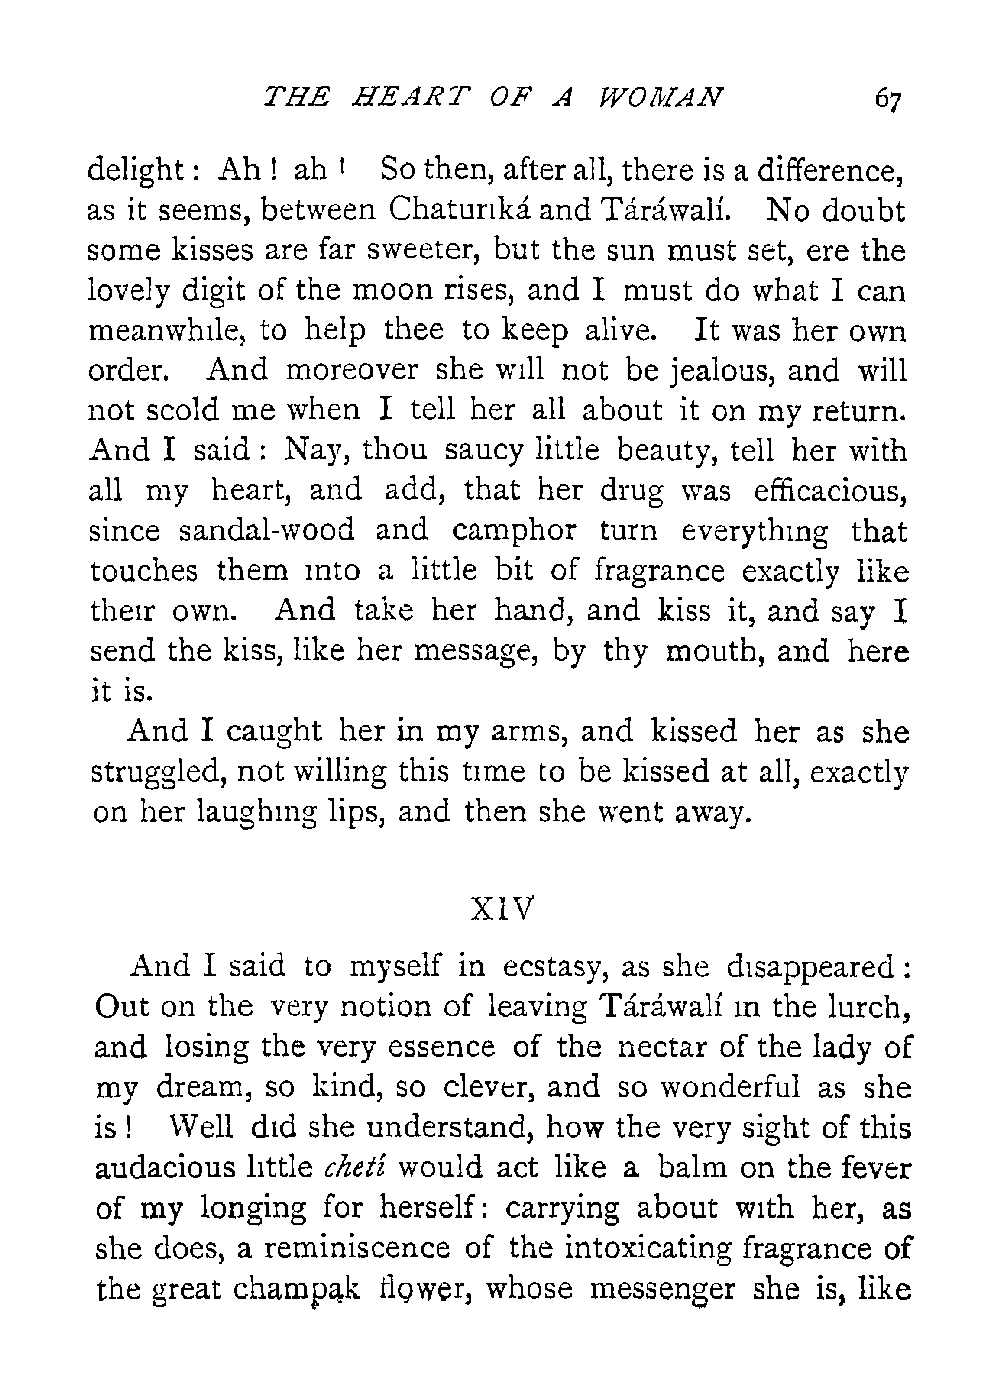 THE HEART OF A WOMAN 67
delight : Ah ! ah ! So then, after all, there is a difference,
as it seems, between Chaturiká and Táráwalí. No doubt
some kisses are far sweeter, but the sun must set, ere the
lovely digit of the moon rises, and I must do what I can
meanwhile, to help thee to keep alive. It was her own
order. And moreover she will not be jealous, and will
not scold me when I tell her all about it on my return.
And I said : Nay, thou saucy little beauty, tell her with
all my heart, and add, that her drug was efficacious,
since sandal-wood and camphor turn everything that
touches them into a little bit of fragrance exactly like
their own. And take her hand, and kiss it, and say I
send the kiss, like her message, by thy mouth, and here
it is.
And I caught her in my arms, and kissed her as she
struggled, not willing this time to be kissed at all, exactly
on her laughing lips, and then she went away.
XIV
And I said to myself in ecstasy, as she disappeared :
Out on the very notion of leaving Táráwalí in the lurch,
and losing the very essence of the nectar of the lady of
my dream, so kind, so clever, and so wonderful as she
is ! Well did she understand, how the very sight of this
audacious little chetí would act like a balm on the fever
of my longing for herself : carrying about with her, as
she does, a reminiscence of the intoxicating fragrance of
the great champak flower, whose messenger she is, like